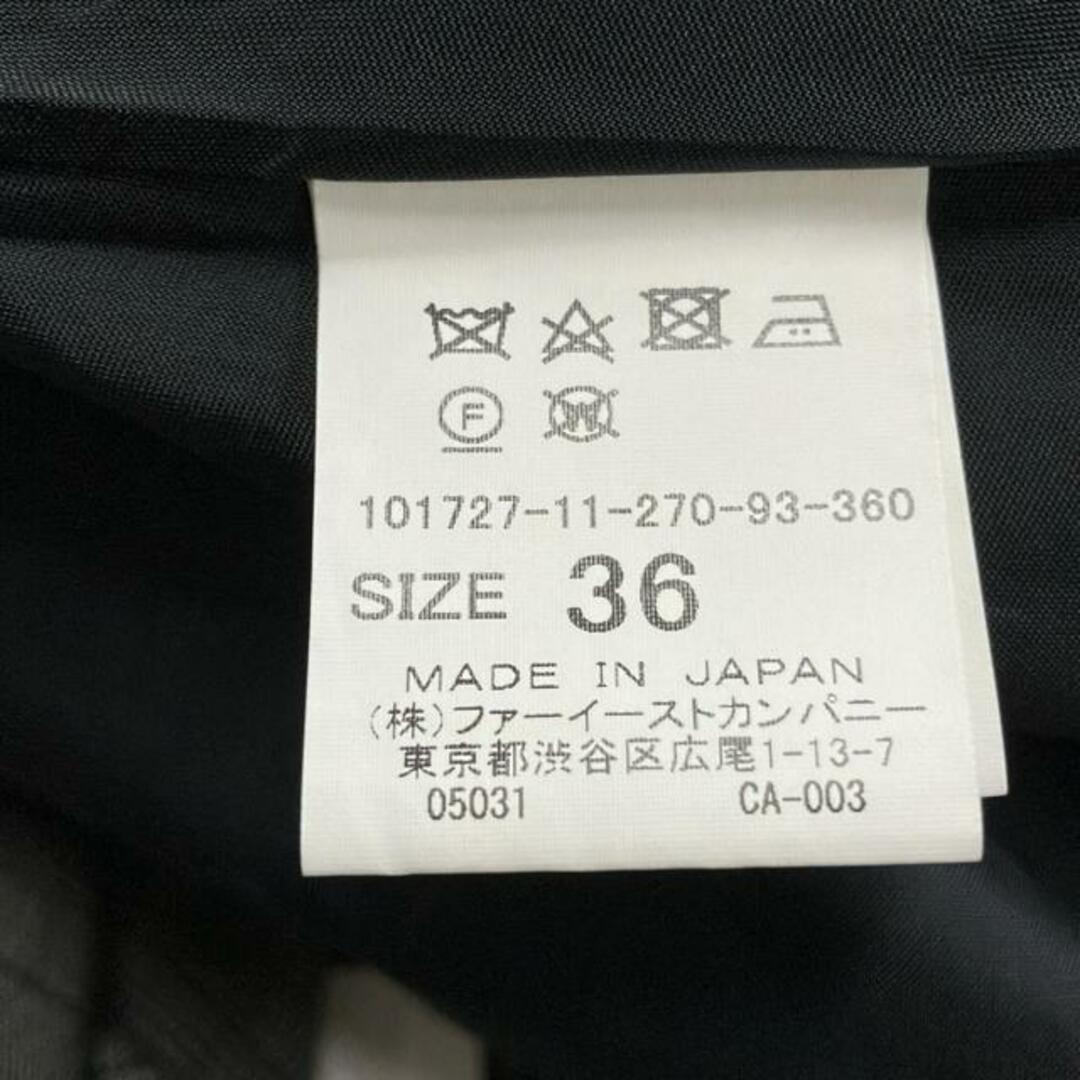 F W
101727-11-270-93-360
SIZE 36
MADE IN JAPAN
(株)ファーイーストカンパニー
東京都渋谷区広尾1-13-7
05031 CA-003